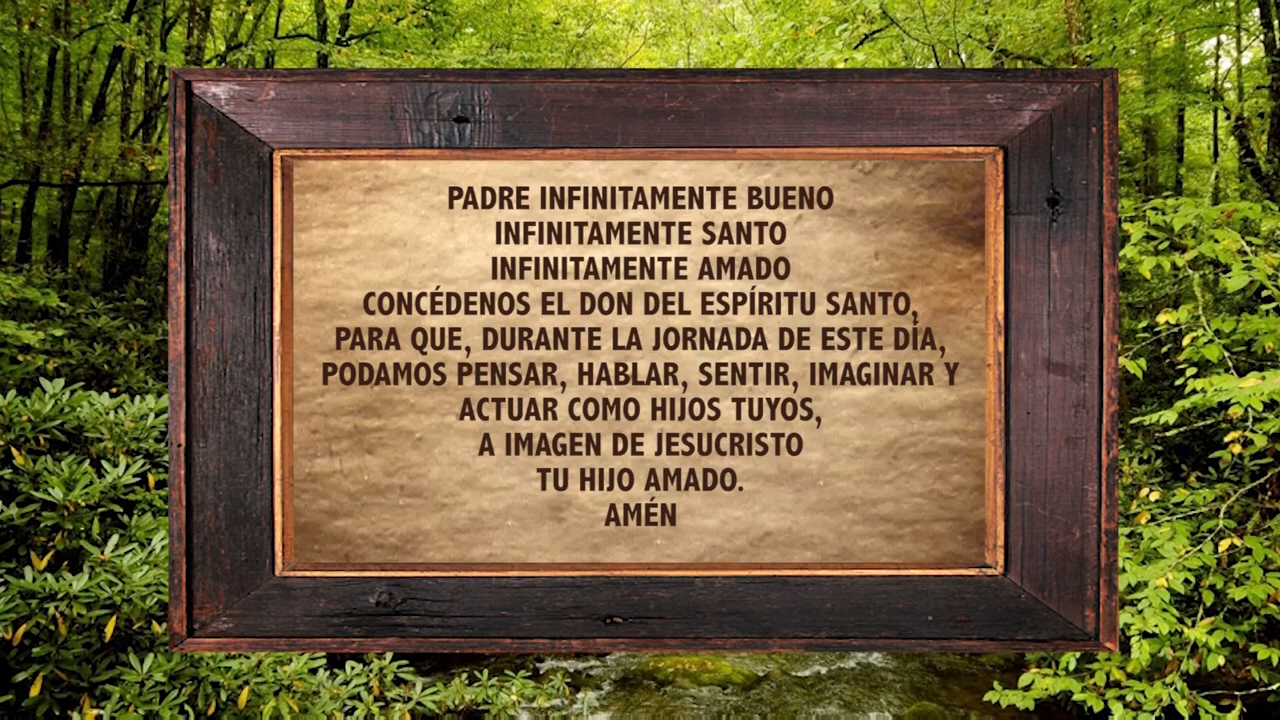 PADRE INFINITAMENTE BUENO
INFINITAMENTE SANTO
INFINITAMENTE AMADO
CONCÉDENOS EL DON DEL ESPÍRITU SANTO,
PARA QUE, DURANTE LA JORNADA DE ESTE DÍA,
PODAMOS PENSAR, HABLAR, SENTIR, IMAGINAR Y
ACTUAR COMO HIJOS TUYOS,
A IMAGEN DE JESUCRISTO
TU HIJO AMADO.
AMÉN